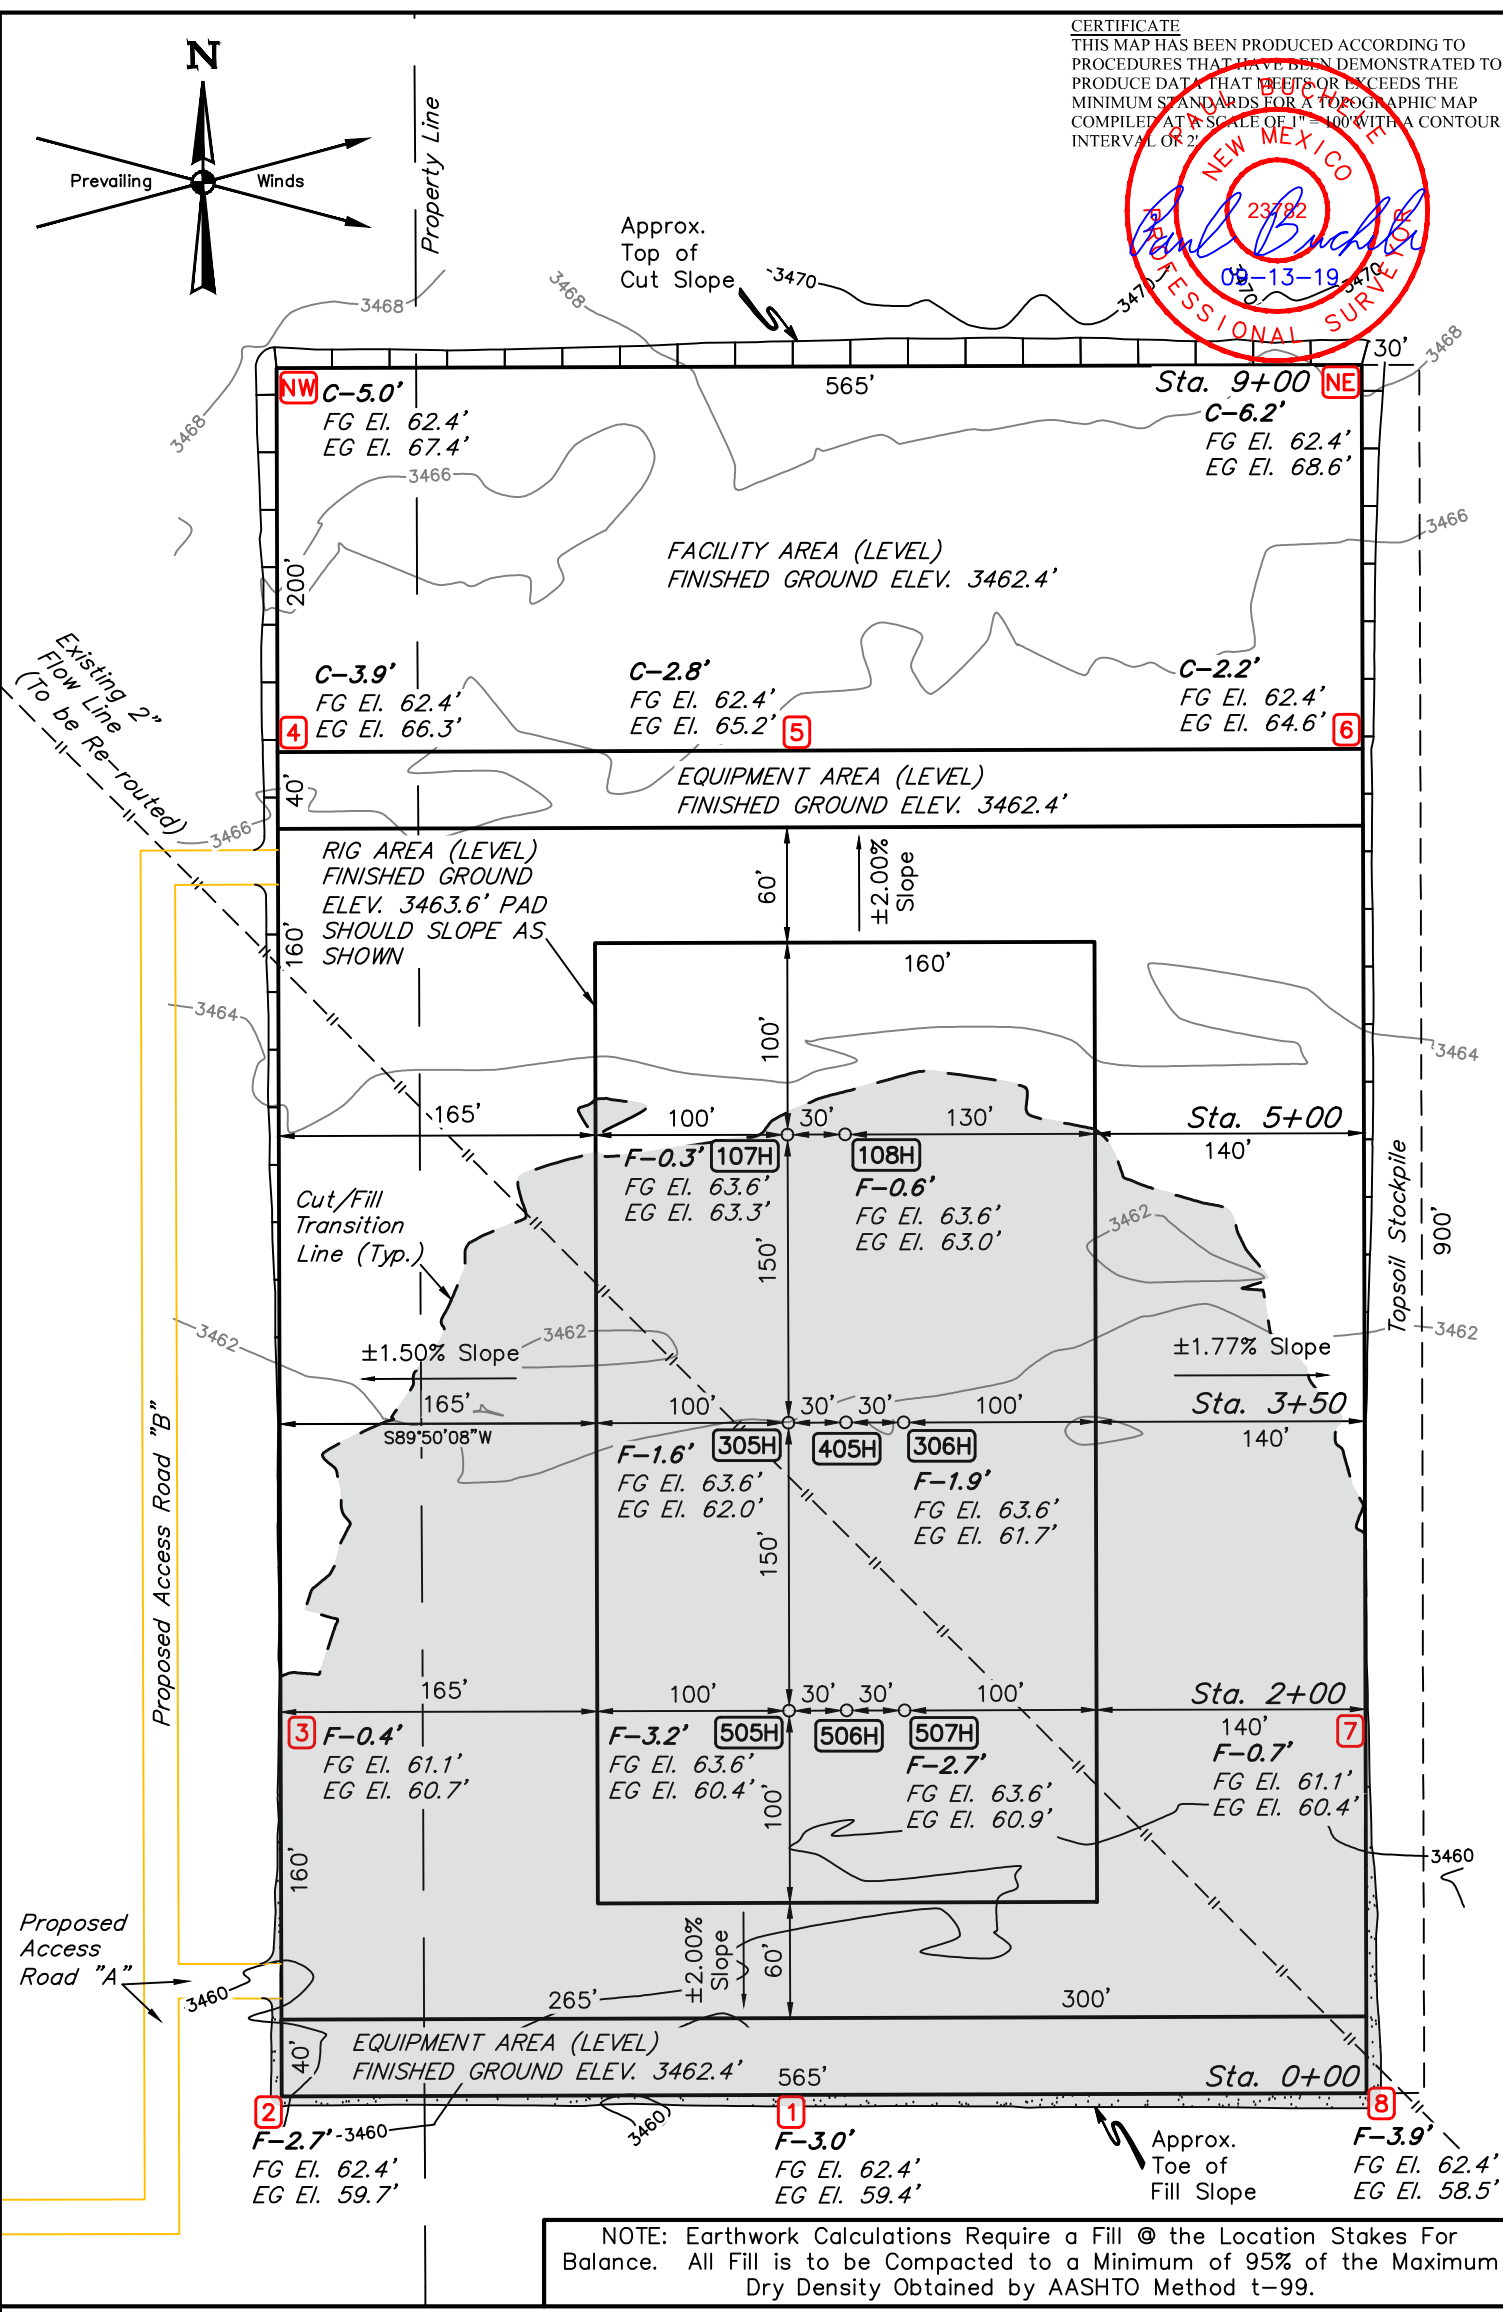 CERTIFICATE
THIS MAP HAS BEEN PRODUCED ACCORDING TO
PROCEDURES THAT HAVE BEEN DEMONSTRATED TO
PRODUCE DATA THAT MEETS OR EXCEEDS THE
MINIMUM STANDARDS FOR A TOPOGRAPHIC MAP
COMPILED AT A SCALE OF 1" = 100' WITH A CONTOUR
INTERVAL OF 2'.
PAUL BUCHELE
NEW MEXICO
23782
PROFESSIONAL SURVEYOR
Paul Buchele
09-13-19
N
Prevailing Winds
Property Line
Approx.
Top of
Cut Slope
3470
3470
3470
3470
3468
3468
3468
3468
30'
NW
C-5.0'
FG El. 62.4'
EG El. 67.4'
565'
Sta. 9+00
NE
C-6.2'
FG El. 62.4'
EG El. 68.6'
3466
3466
200'
FACILITY AREA (LEVEL)
FINISHED GROUND ELEV. 3462.4'
Existing 2"
Flow Line
(To be Re-routed)
C-3.9'
FG El. 62.4'
EG El. 66.3'
4
C-2.8'
FG El. 62.4'
EG El. 65.2'
5
C-2.2'
FG El. 62.4'
EG El. 64.6'
6
40'
EQUIPMENT AREA (LEVEL)
FINISHED GROUND ELEV. 3462.4'
3466
RIG AREA (LEVEL)
FINISHED GROUND
ELEV. 3463.6' PAD
SHOULD SLOPE AS
SHOWN
60'
±2.00%
Slope
160'
160'
3464
100'
3464
165'
100'
30'
130'
Sta. 5+00
140'
107H
108H
F-0.3'
FG El. 63.6'
EG El. 63.3'
F-0.6'
FG El. 63.6'
EG El. 63.0'
Cut/Fill
Transition
Line (Typ.)
150'
3462
Topsoil Stockpile
900'
3462
3462
3462
±1.50% Slope
±1.77% Slope
165'
S89°50'08"W
100'
30'
30'
100'
Sta. 3+50
140'
305H
405H
306H
F-1.6'
FG El. 63.6'
EG El. 62.0'
F-1.9'
FG El. 63.6'
EG El. 61.7'
150'
Proposed Access Road "B"
165'
100'
30'
30'
100'
Sta. 2+00
140'
3
F-0.4'
FG El. 61.1'
EG El. 60.7'
505H
506H
507H
F-3.2'
FG El. 63.6'
EG El. 60.4'
F-2.7'
FG El. 63.6'
EG El. 60.9'
7
F-0.7'
FG El. 61.1'
EG El. 60.4'
100'
3460
160'
Proposed
Access
Road "A"
3460
±2.00%
Slope
60'
265'
300'
40'
EQUIPMENT AREA (LEVEL)
FINISHED GROUND ELEV. 3462.4'
565'
Sta. 0+00
2
F-2.7'
FG El. 62.4'
EG El. 59.7'
3460
3460
1
F-3.0'
FG El. 62.4'
EG El. 59.4'
Approx.
Toe of
Fill Slope
8
F-3.9'
FG El. 62.4'
EG El. 58.5'
NOTE: Earthwork Calculations Require a Fill @ the Location Stakes For
Balance. All Fill is to be Compacted to a Minimum of 95% of the Maximum
Dry Density Obtained by AASHTO Method t-99.